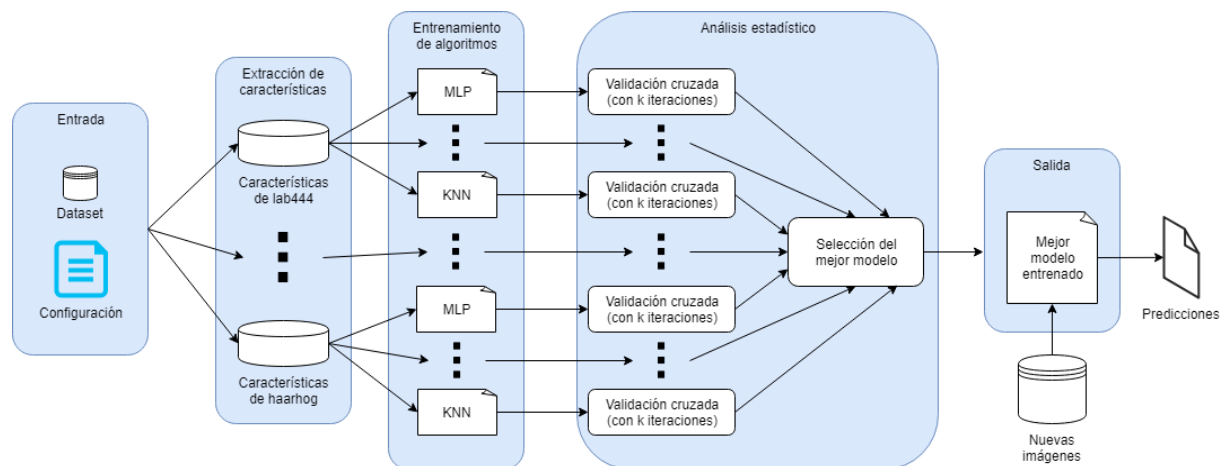 Entrada
Dataset
Configuración
Extracción de
características
Características
de lab444
Características
de haarhog
Entrenamiento
de algoritmos
MLP
KNN
MLP
KNN
Análisis estadístico
Validación cruzada
(con k iteraciones)
Validación cruzada
(con k iteraciones)
Validación cruzada
(con k iteraciones)
Validación cruzada
(con k iteraciones)
Selección del
mejor modelo
Salida
Mejor
modelo
entrenado
Nuevas
imágenes
Predicciones